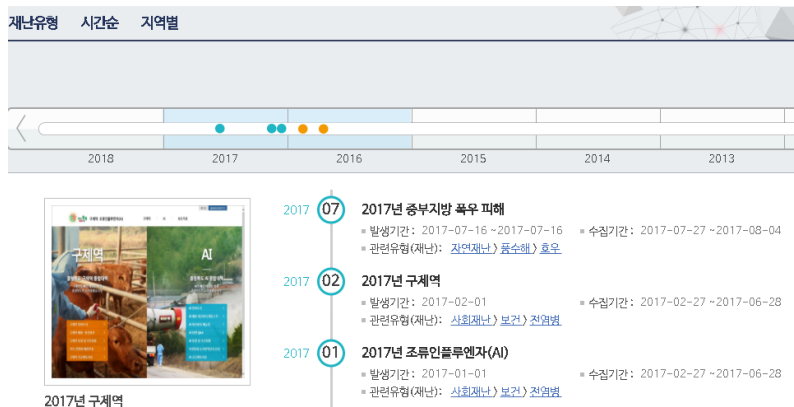 재난유형 시간순 지역별
2018 2017 2016 2015 2014 2013
2017 07 2017년 중부지방 폭우 피해
발생기간 : 2017-07-16 ~2017-07-16 수집기간 : 2017-07-27 ~2017-08-04
관련유형(재난): 자연재난 > 풍수해 > 호우
2017 02 2017년 구제역
발생기간 : 2017-02-01 수집기간 : 2017-02-27 ~2017-06-28
관련유형(재난): 사회재난 > 보건 > 전염병
2017 01 2017년 조류인플루엔자(AI)
발생기간 : 2017-01-01 수집기간 : 2017-02-27 ~2017-06-28
관련유형(재난): 사회재난 > 보건 > 전염병
구제역 AI
2017년 구제역